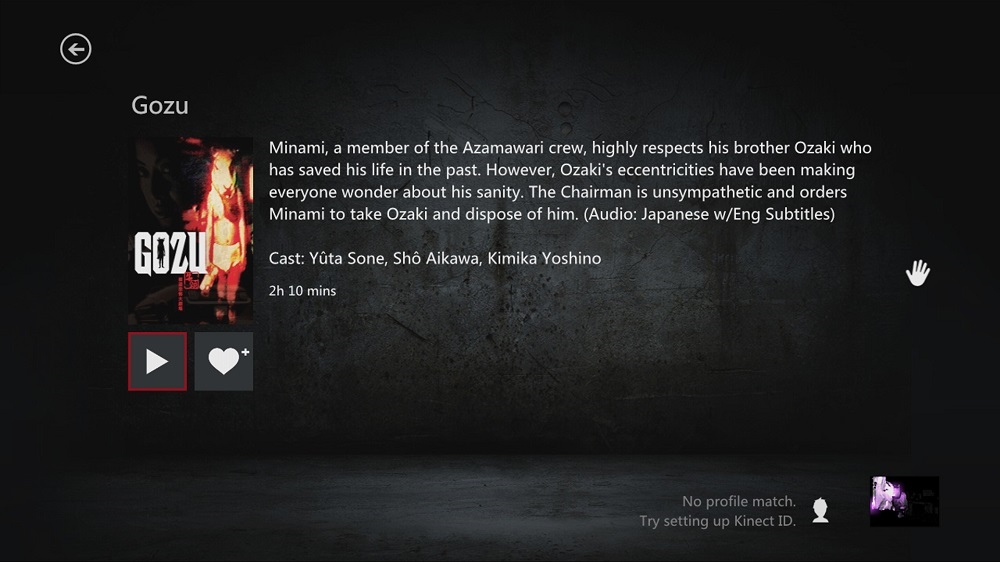 Gozu
Minami, a member of the Azamawari crew, highly respects his brother Ozaki who
has saved his life in the past. However, Ozaki's eccentricities have been making
everyone wonder about his sanity. The Chairman is unsympathetic and orders
Minami to take Ozaki and dispose of him. (Audio: Japanese w/Eng Subtitles)
GOZU
Cast: Yûta Sone, Shô Aikawa, Kimika Yoshino
2h 10 mins
No profile match.
Try setting up Kinect ID.